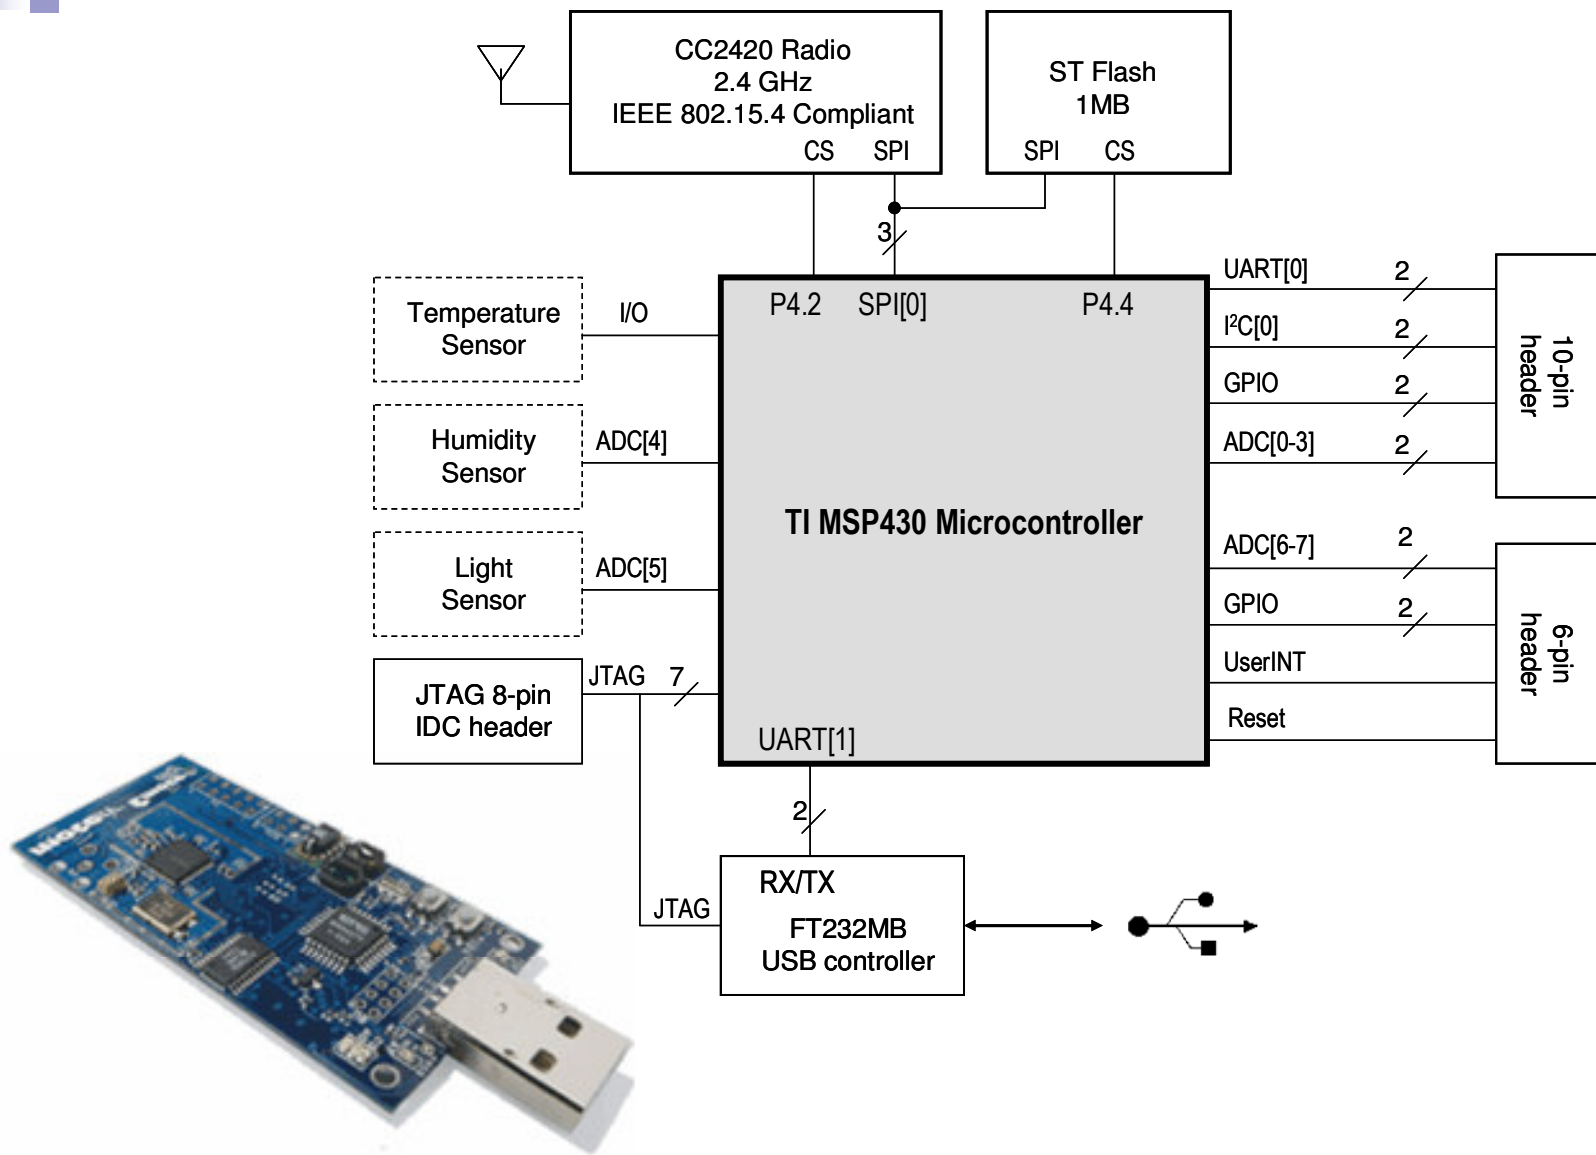 CC2420 Radio
2.4 GHz
IEEE 802.15.4 Compliant
CS SPI
ST Flash
1MB
SPI CS
3
Temperature
Sensor
I/O
Humidity
Sensor
ADC[4]
Light
Sensor
ADC[5]
JTAG 8-pin
IDC header
JTAG 7
P4.2 SPI[0] P4.4
TI MSP430 Microcontroller
UART[1]
UART[0] 2
I²C[0] 2
GPIO 2
ADC[0-3] 2
10-pin
header
ADC[6-7] 2
GPIO 2
UserINT
Reset
6-pin
header
2
JTAG
RX/TX
FT232MB
USB controller